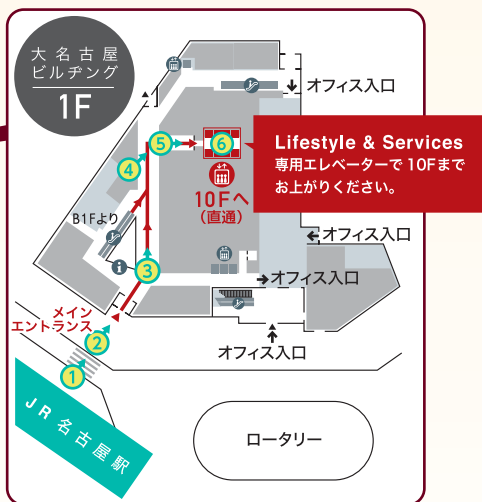 大名古屋
ビルヂング
1F
オフィス入口
Lifestyle & Services
専用エレベーターで10Fまで
お上がりください。
5
6
4
10Fへ
(直通)
B1Fより
オフィス入口
i
3
オフィス入口
メイン
エントランス
2
オフィス入口
1
JR名古屋駅
ロータリー